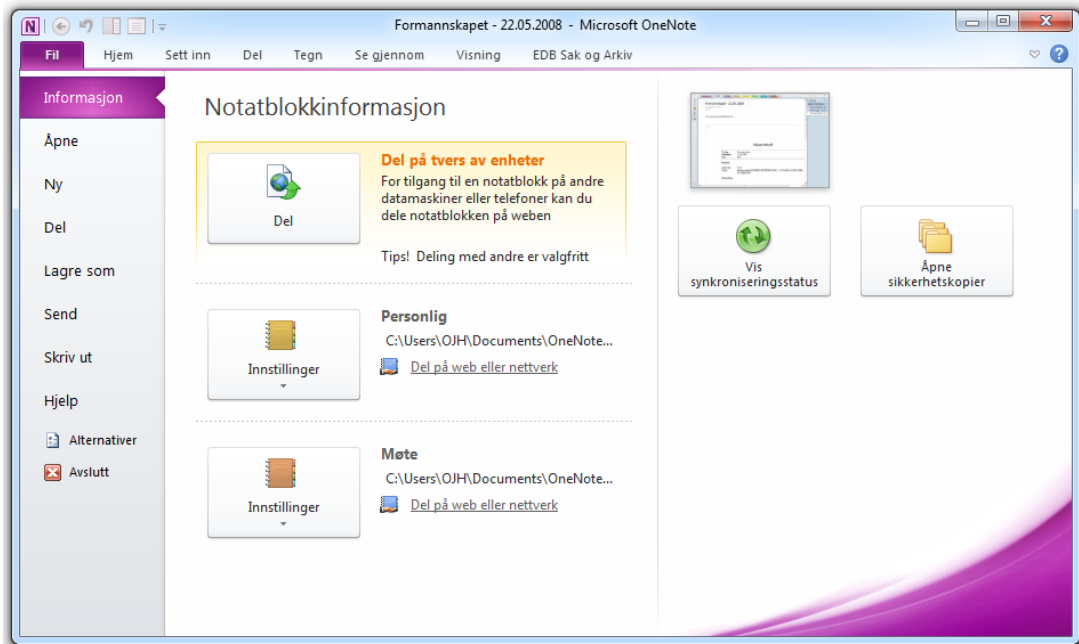 Formannskapet - 22.05.2008 - Microsoft OneNote
Fil Hjem Sett inn Del Tegn Se gjennom Visning EDB Sak og Arkiv
Informasjon
Åpne
Ny
Del
Lagre som
Send
Skriv ut
Hjelp
Alternativer
Avslutt
Notatblokkinformasjon
Del
Del på tvers av enheter
For tilgang til en notatblokk på andre
datamaskiner eller telefoner kan du
dele notatblokken på weben
Tips! Deling med andre er valgfritt
Innstillinger
Personlig
C:\Users\OJH\Documents\OneNote...
Del på web eller nettverk
Innstillinger
Møte
C:\Users\OJH\Documents\OneNote...
Del på web eller nettverk
Vis
synkroniseringsstatus
Åpne
sikkerhetskopier